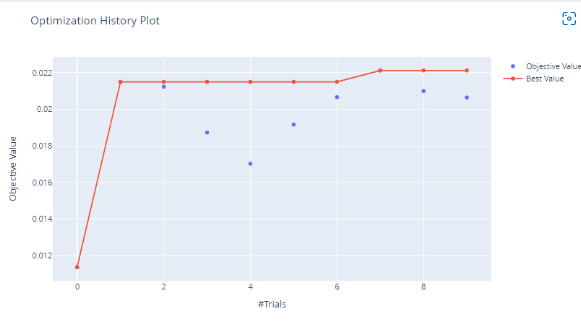 Optimization History Plot
0.022
0.02
0.018
0.016
0.014
0.012
Objective Value
0
2
4
6
8
#Trials
Objective Value
Best Value